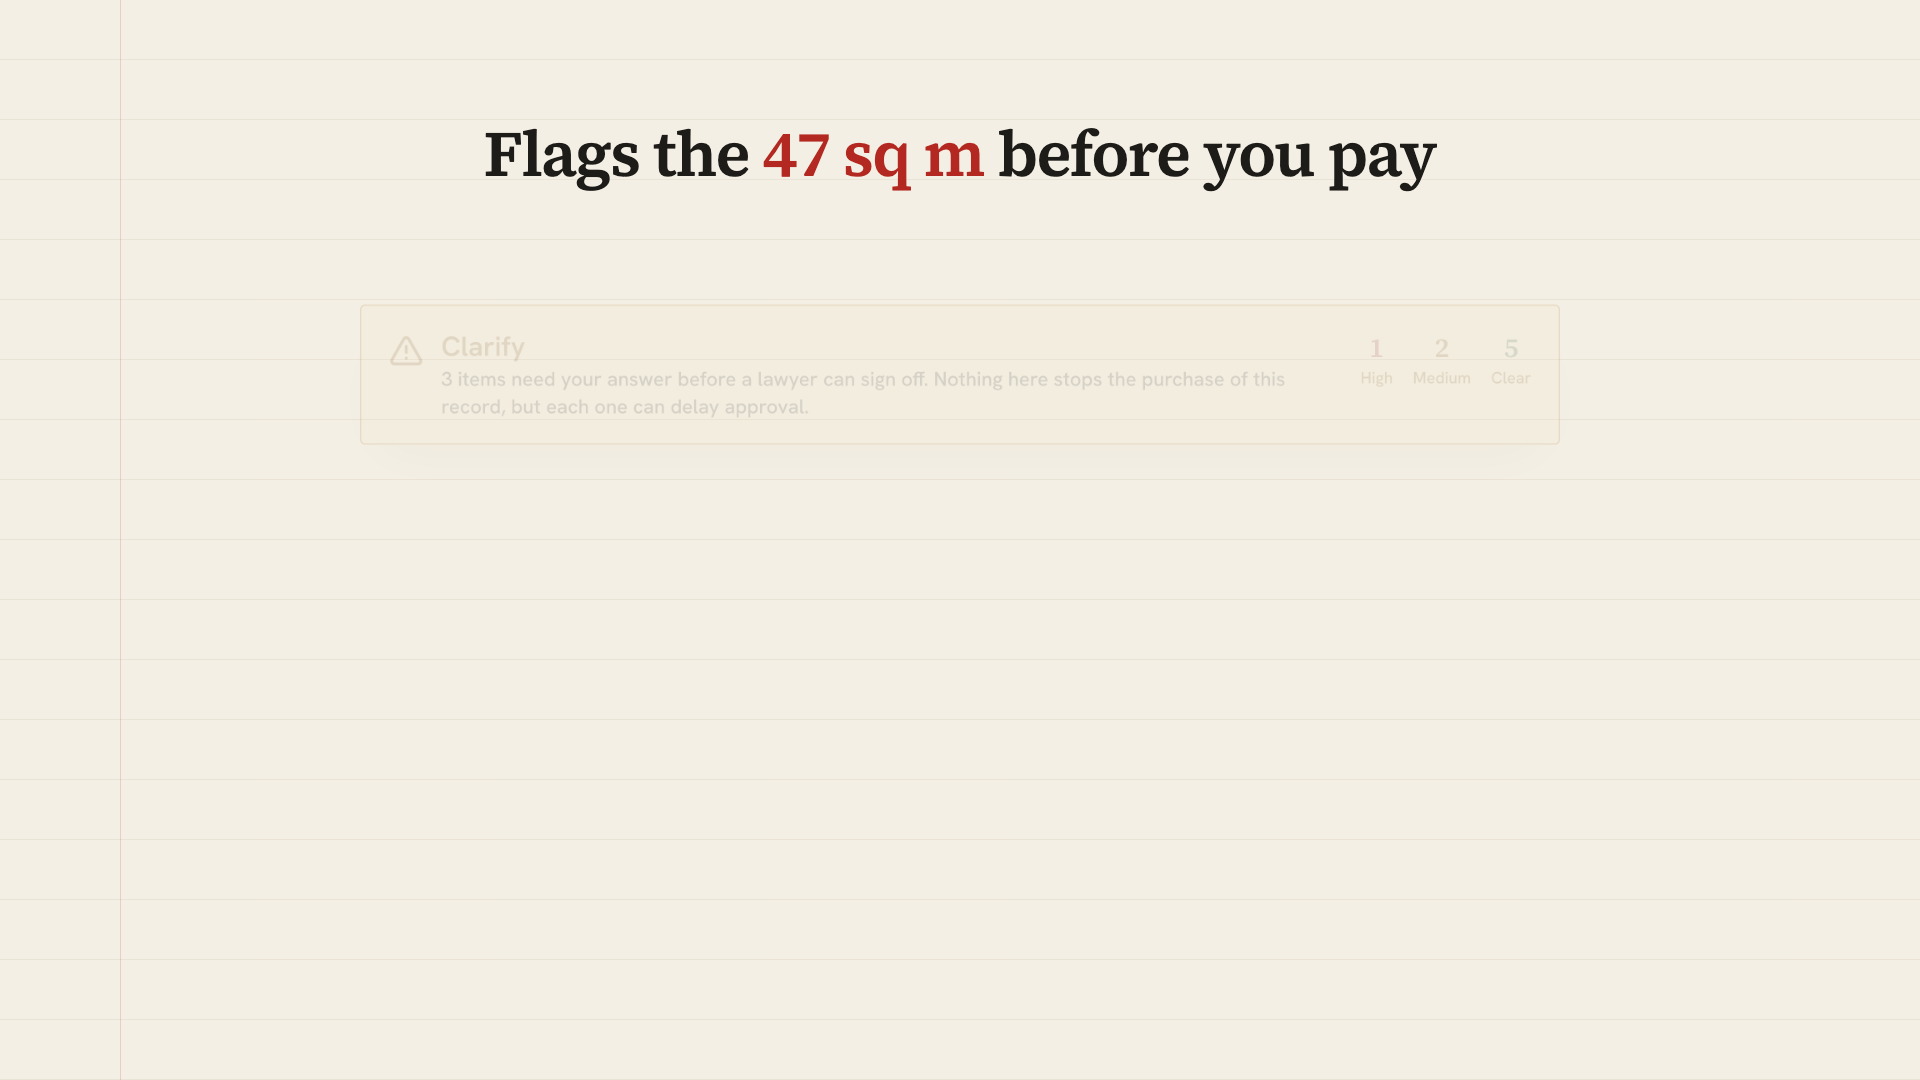 Flags the 47 sq m before you pay
Clarify
3 items need your answer before a lawyer can sign off. Nothing here stops the purchase of this
record, but each one can delay approval.
1 2 5
High Medium Clear